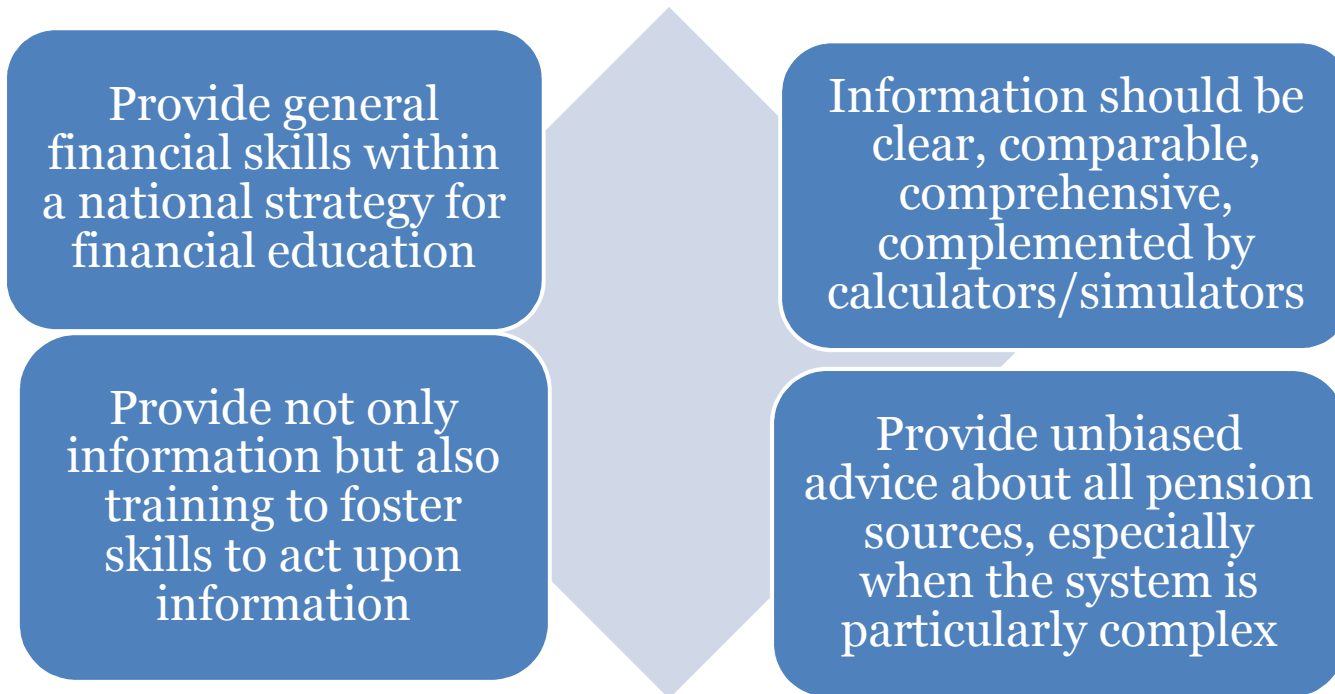 Provide general
financial skills within
a national strategy for
financial education
Information should be
clear, comparable,
comprehensive,
complemented by
calculators/simulators
Provide not only
information but also
training to foster
skills to act upon
information
Provide unbiased
advice about all pension
sources, especially
when the system is
particularly complex